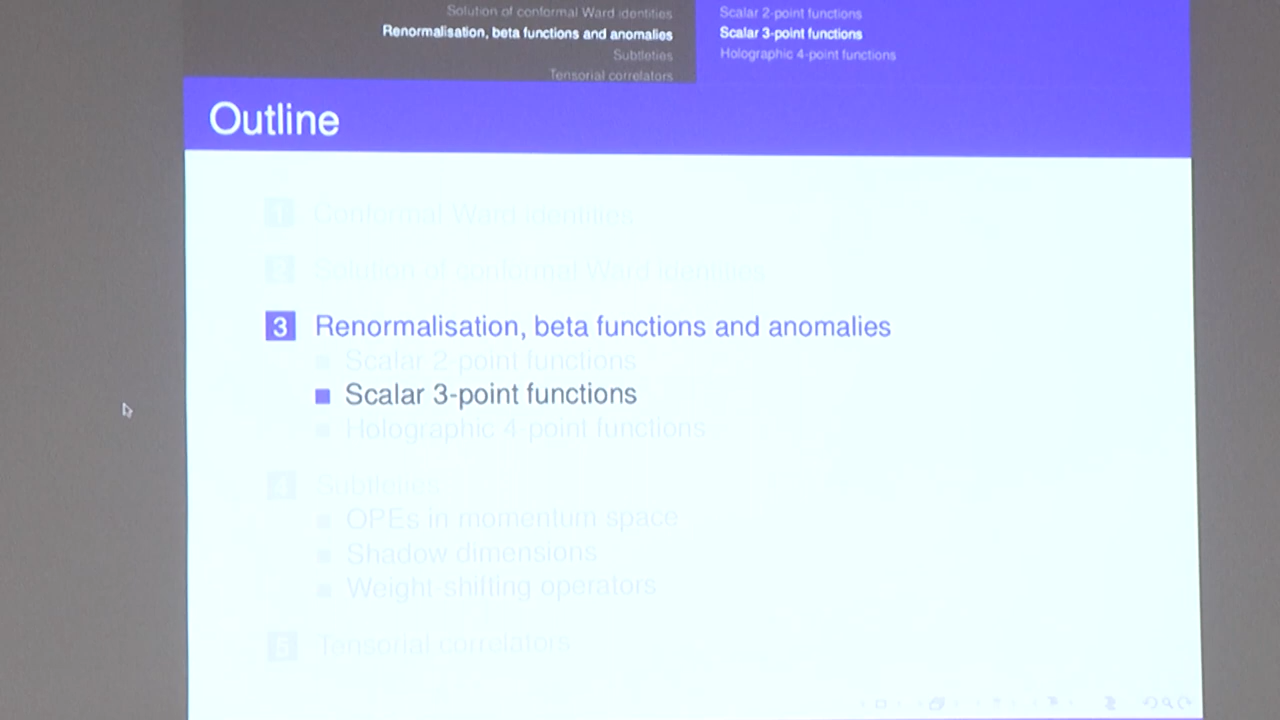 Solution of conformal Ward identities
Renormalisation, beta functions and anomalies
Subtleties
Tensorial correlators
Scalar 2-point functions
Scalar 3-point functions
Holographic 4-point functions
Outline
1 Conformal Ward identities
2 Solution of conformal Ward identities
3 Renormalisation, beta functions and anomalies
Scalar 2-point functions
Scalar 3-point functions
Holographic 4-point functions
4 Subtleties
OPEs in momentum space
Shadow dimensions
Weight-shifting operators
5 Tensorial correlators